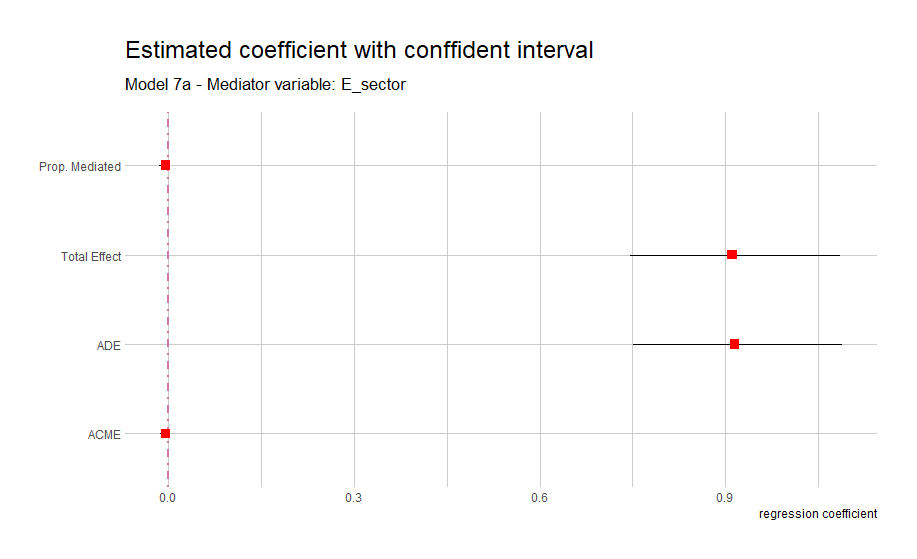 Estimated coefficient with conffident interval
Model 7a - Mediator variable: E_sector
Prop. Mediated
Total Effect
ADE
ACME
0.0 0.3 0.6 0.9
regression coefficient